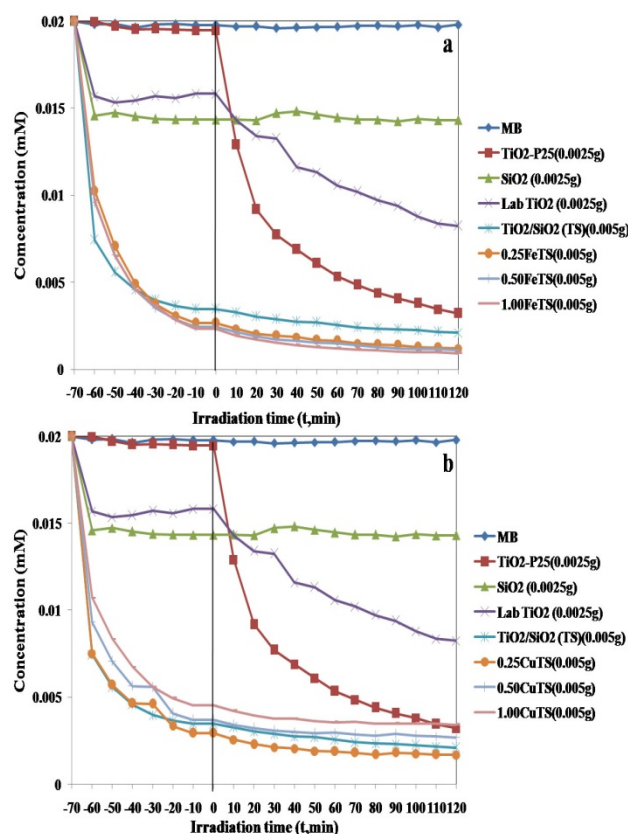 a
Concentration (mM)
0.02
0.015
0.01
0.005
0
-70 -60 -50 -40 -30 -20 -10 0 10 20 30 40 50 60 70 80 90 100 110 120
Irradiation time (t,min)
MB
TiO2-P25(0.0025g)
SiO2 (0.0025g)
Lab TiO2 (0.0025g)
TiO2/SiO2 (TS)(0.005g)
0.25FeTS(0.005g)
0.50FeTS(0.005g)
1.00FeTS(0.005g)
b
Concentration (mM)
0.02
0.015
0.01
0.005
0
-70 -60 -50 -40 -30 -20 -10 0 10 20 30 40 50 60 70 80 90 100 110 120
Irradiation time (t,min)
MB
TiO2-P25(0.0025g)
SiO2 (0.0025g)
Lab TiO2 (0.0025g)
TiO2/SiO2 (TS)(0.005g)
0.25CuTS(0.005g)
0.50CuTS(0.005g)
1.00CuTS(0.005g)